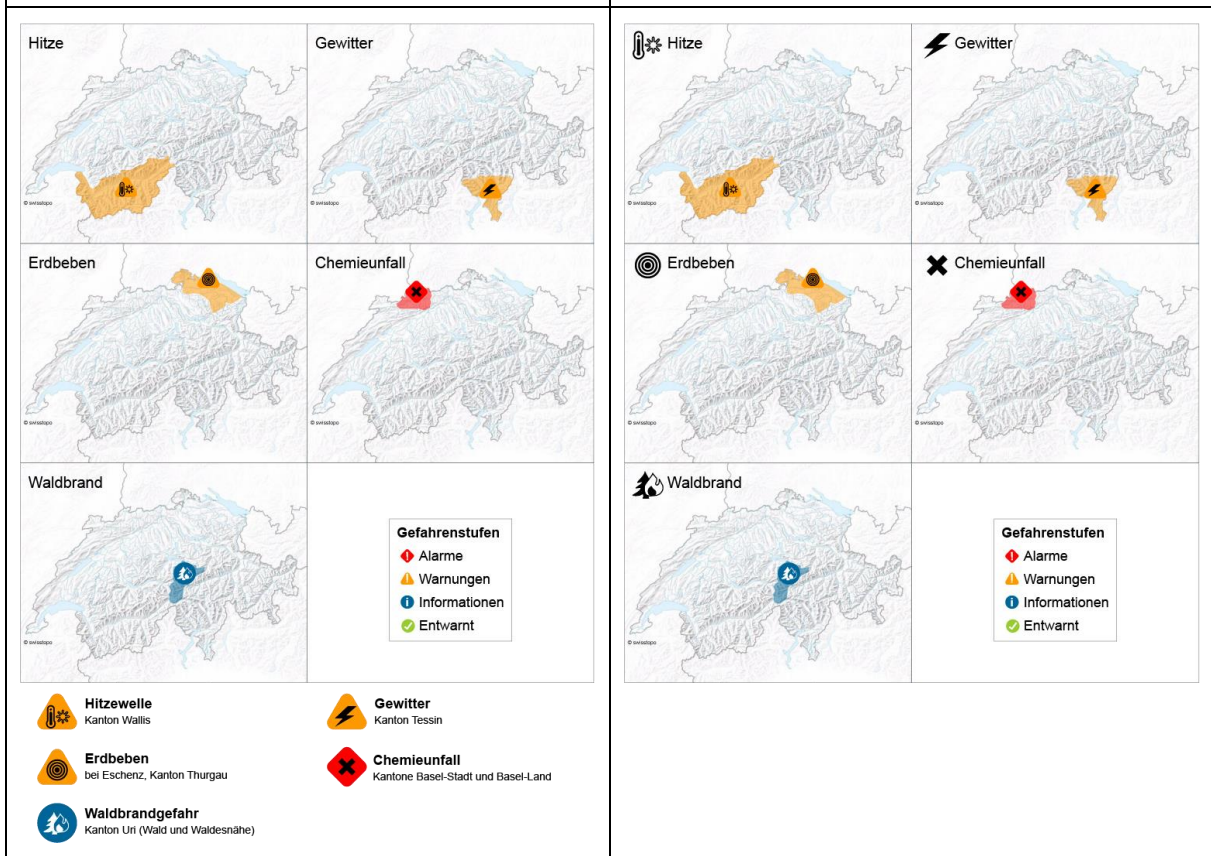 Hitze
© swisstopo
Gewitter
© swisstopo
Erdbeben
© swisstopo
Chemieunfall
© swisstopo
Waldbrand
© swisstopo
Gefahrenstufen
Alarme
Warnungen
Informationen
Entwarnt
Hitzewelle
Kanton Wallis
Gewitter
Kanton Tessin
Erdbeben
bei Eschenz, Kanton Thurgau
Chemieunfall
Kantone Basel-Stadt und Basel-Land
Waldbrandgefahr
Kanton Uri (Wald und Waldesnähe)
Hitze
© swisstopo
Gewitter
© swisstopo
Erdbeben
© swisstopo
Chemieunfall
© swisstopo
Waldbrand
© swisstopo
Gefahrenstufen
Alarme
Warnungen
Informationen
Entwarnt